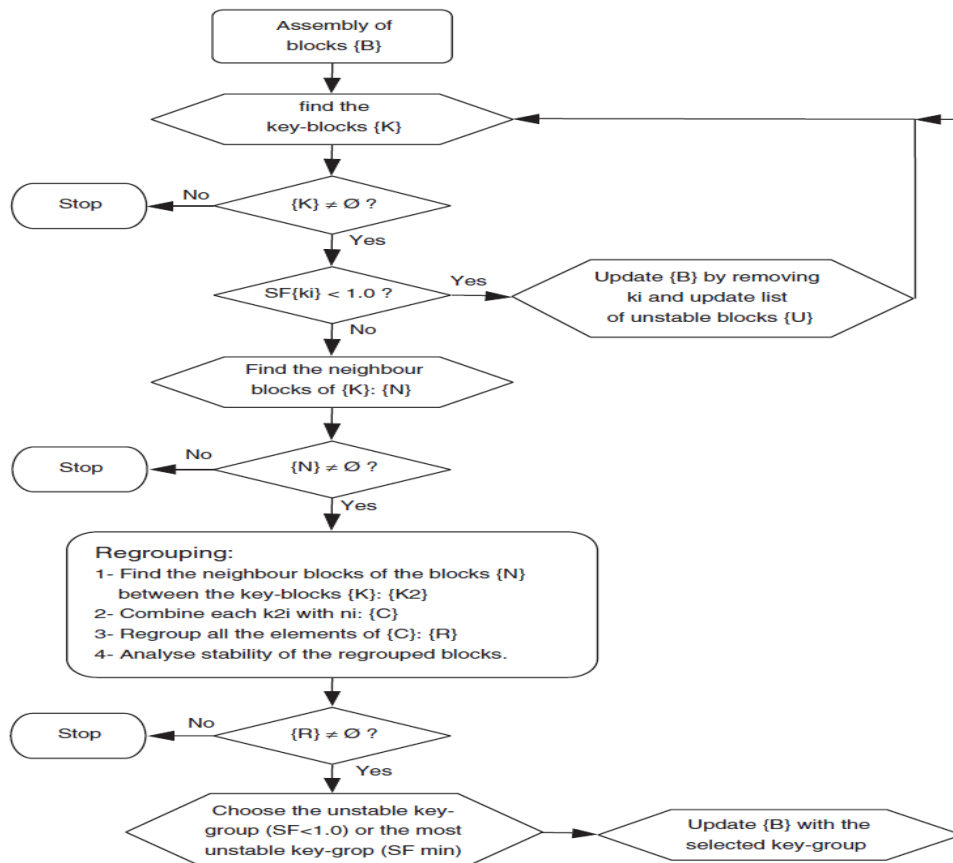 Assembly of
blocks {B}
find the
key-blocks {K}
No
Stop
{K} ≠ Ø ?
Yes
SF{ki} < 1.0 ?
Yes
Update {B} by removing
ki and update list
of unstable blocks {U}
No
Find the neighbour
blocks of {K}: {N}
No
Stop
{N} ≠ Ø ?
Yes
Regrouping:
1- Find the neighbour blocks of the blocks {N}
between the key-blocks {K}: {K2}
2- Combine each k2i with ni: {C}
3- Regroup all the elements of {C}: {R}
4- Analyse stability of the regrouped blocks.
No
Stop
{R} ≠ Ø ?
Yes
Choose the unstable key-
group (SF<1.0) or the most
unstable key-grop (SF min)
Update {B} with the
selected key-group